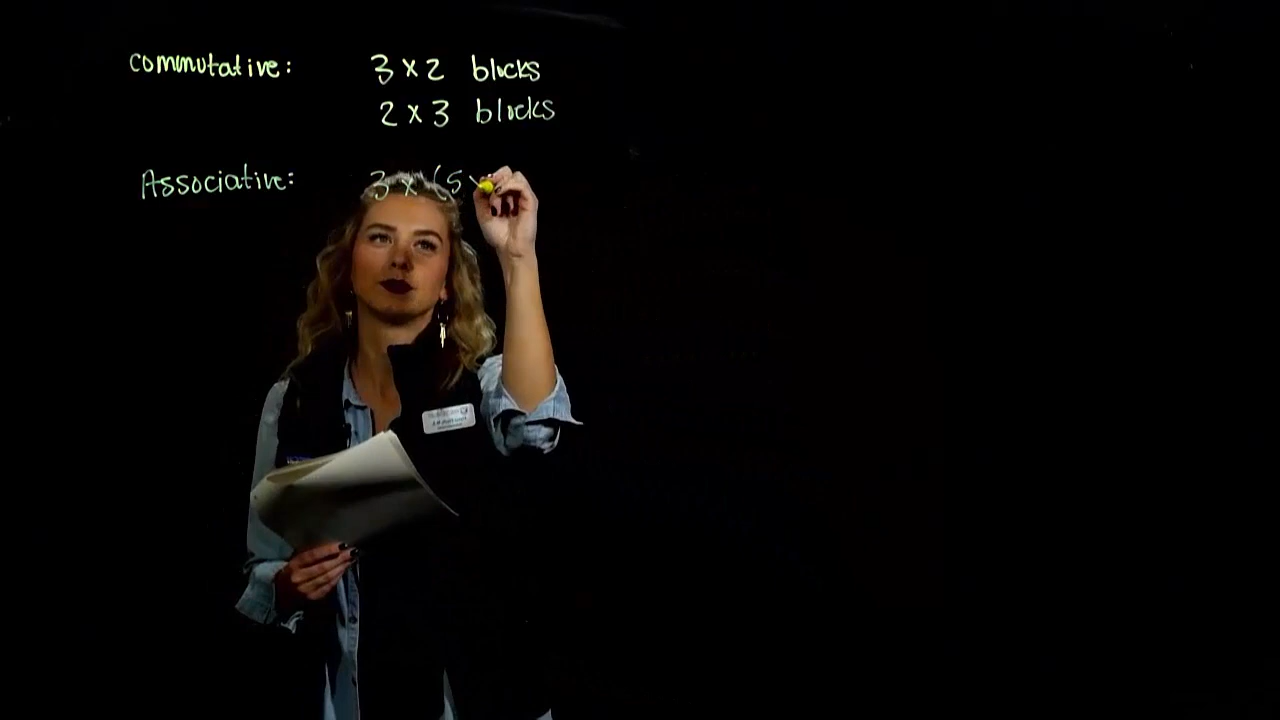 Commutative: 3 × 2 blocks
2 × 3 blocks
Associative: 3 × (5 ×